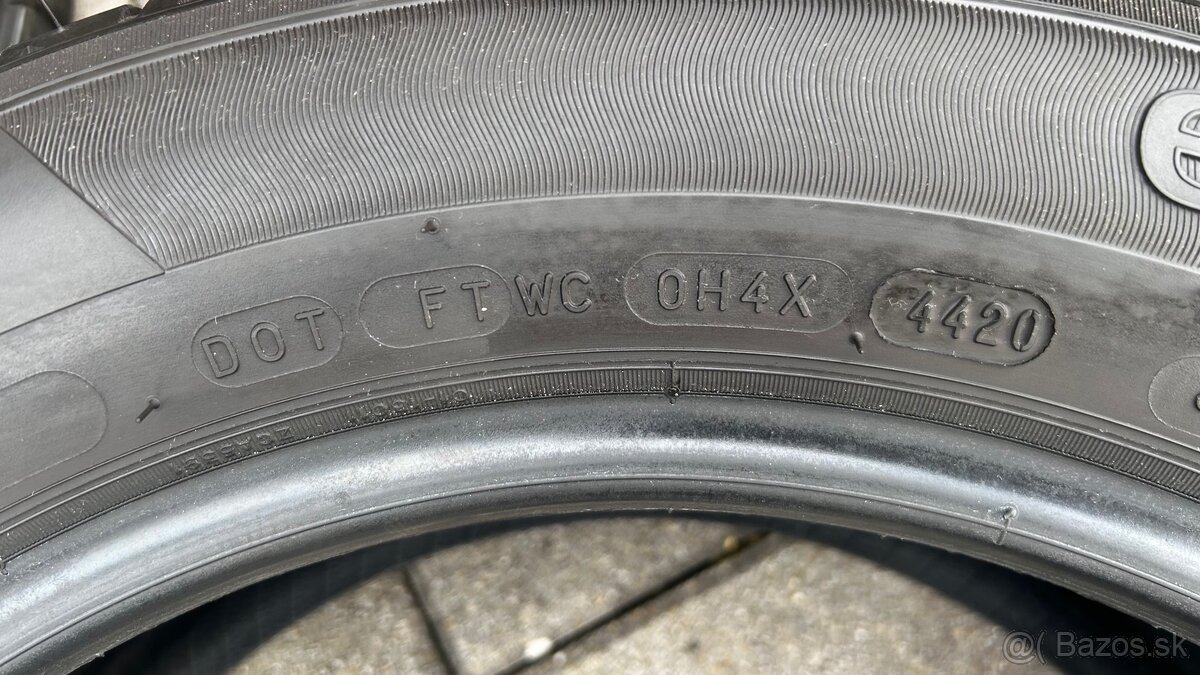 DOT FT WC 0H4X 4420
@( Bazos.sk